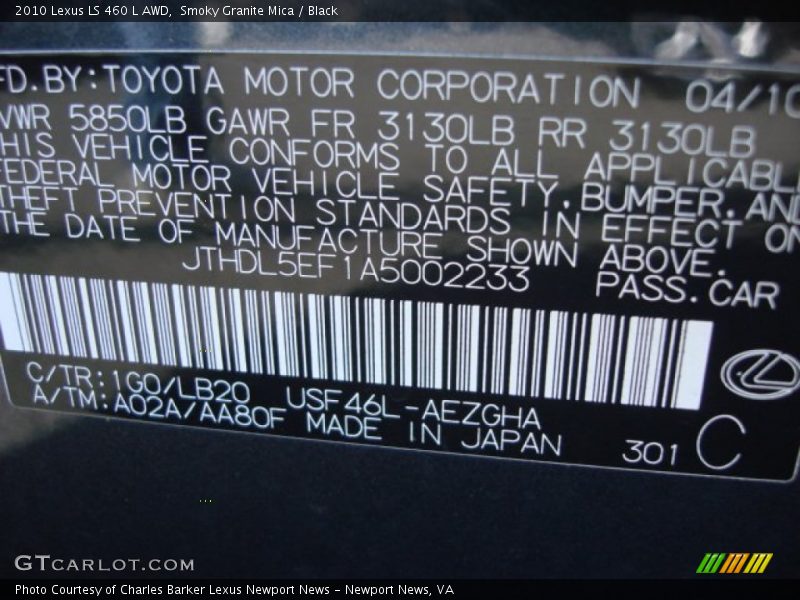 2010 Lexus LS 460 L AWD,  Smoky Granite Mica / Black
FD.BY:TOYOTA MOTOR CORPORATION 04/10
VWR 5850LB GAWR FR 3130LB RR 3130LB
HIS VEHICLE CONFORMS TO ALL APPLICABL
FEDERAL MOTOR VEHICLE SAFETY,BUMPER,AND
THEFT PREVENTION STANDARDS IN EFFECT ON
THE DATE OF MANUFACTURE SHOWN ABOVE.
JTHDL5EF1A5002233 PASS.CAR
C/TR:1G0/LB20 USF46L-AEZGHA
A/TM:A02A/AA80F MADE IN JAPAN 301 C
GTCARLOT.COM
Photo Courtesy of Charles Barker Lexus Newport News – Newport News, VA